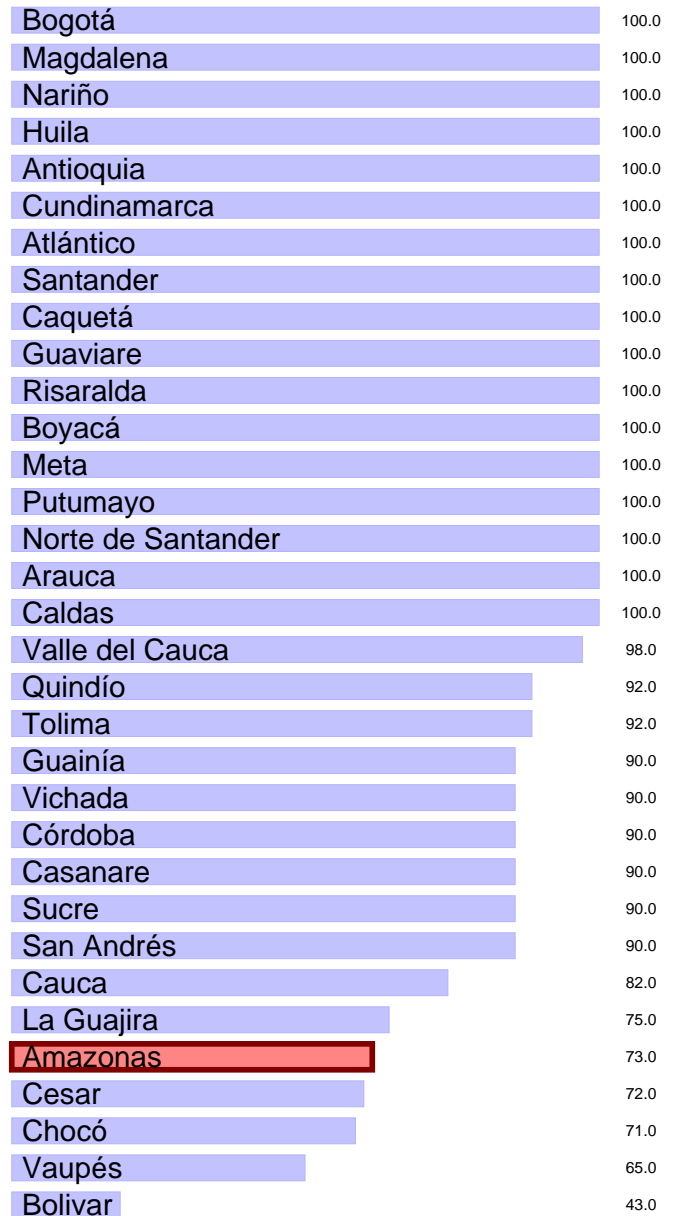 Bogotá 100.0
Magdalena 100.0
Nariño 100.0
Huila 100.0
Antioquia 100.0
Cundinamarca 100.0
Atlántico 100.0
Santander 100.0
Caquetá 100.0
Guaviare 100.0
Risaralda 100.0
Boyacá 100.0
Meta 100.0
Putumayo 100.0
Norte de Santander 100.0
Arauca 100.0
Caldas 100.0
Valle del Cauca 98.0
Quindío 92.0
Tolima 92.0
Guainía 90.0
Vichada 90.0
Córdoba 90.0
Casanare 90.0
Sucre 90.0
San Andrés 90.0
Cauca 82.0
La Guajira 75.0
Amazonas 73.0
Cesar 72.0
Chocó 71.0
Vaupés 65.0
Bolivar 43.0